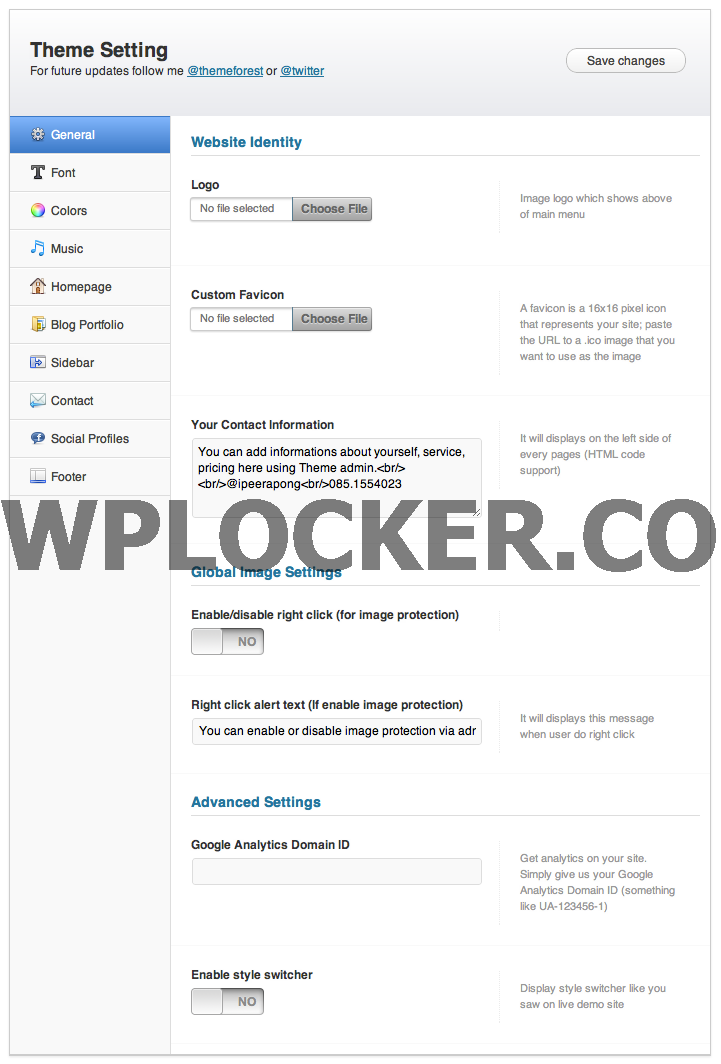 Theme Setting
For future updates follow me @themeforest or @twitter
Save changes
General
Font
Colors
Music
Homepage
Blog Portfolio
Sidebar
Contact
Social Profiles
Footer
Website Identity
Logo
No file selected Choose File
Image logo which shows above
of main menu
Custom Favicon
No file selected Choose File
A favicon is a 16x16 pixel icon
that represents your site; paste
the URL to a .ico image that you
want to use as the image
Your Contact Information
You can add informations about yourself, service,
pricing here using Theme admin.<br/>
<br/>@ipeerapong<br/>085.1554023
It will displays on the left side of
every pages (HTML code
support)
WPLOCKER.CO
Global Image Settings
Enable/disable right click (for image protection)
NO
Right click alert text (If enable image protection)
You can enable or disable image protection via adr
It will displays this message
when user do right click
Advanced Settings
Google Analytics Domain ID
Get analytics on your site.
Simply give us your Google
Analytics Domain ID (something
like UA-123456-1)
Enable style switcher
NO
Display style switcher like you
saw on live demo site